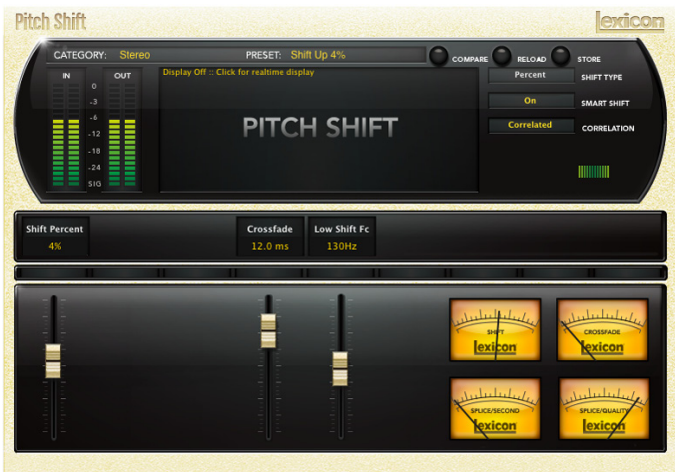 Pitch Shift
lexicon
CATEGORY: Stereo
PRESET: Shift Up 4%
COMPARE
RELOAD
STORE
IN
OUT
0
-3
-6
-12
-18
-24
SIG
Display Off :: Click for realtime display
PITCH SHIFT
Percent
SHIFT TYPE
On
SMART SHIFT
Correlated
CORRELATION
Shift Percent
4%
Crossfade
12.0 ms
Low Shift Fc
130Hz
SHIFT
lexicon
CROSSFADE
lexicon
SPLICE/SECOND
lexicon
SPLICE/QUALITY
lexicon